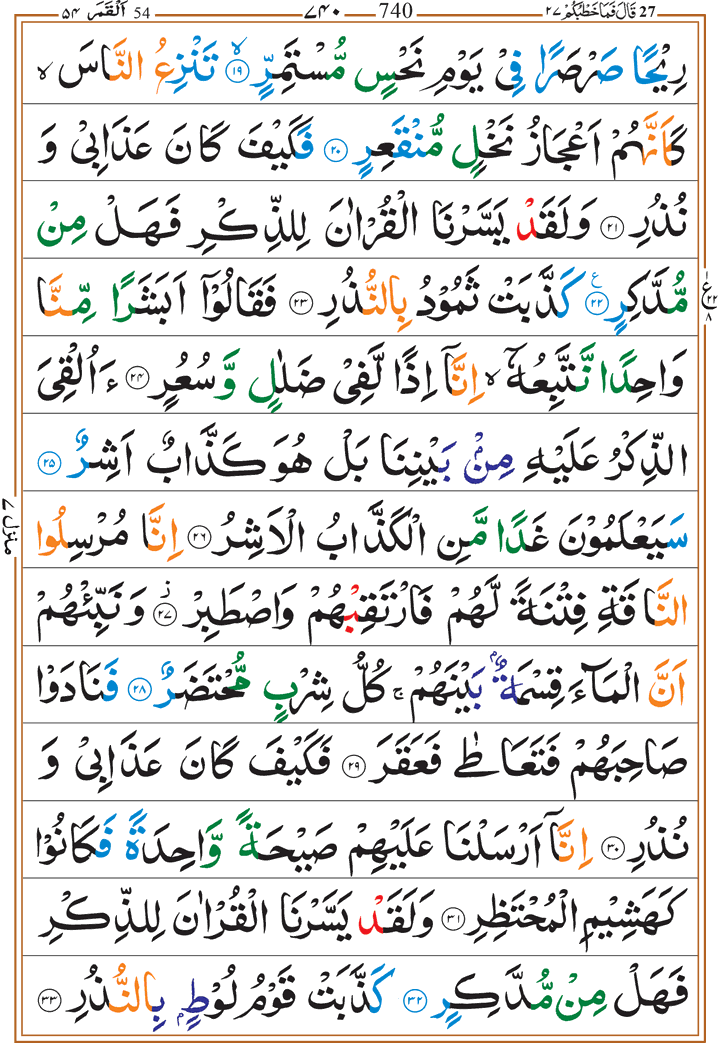 27 قَالَ فَمَا خَطْبُكُمْ ٢٧ 740 ٧٤٠ 54 اَلْقَمَر ٥٤
رِيْحًا صَرْصَرًا فِيْ يَوْمِ نَحْسٍ مُّسْتَمِرٍّ ۙ‏ ١٩ تَنْزِعُ النَّاسَ ۙ
كَاَنَّهُمْ اَعْجَازُ نَخْلٍ مُّنْقَعِرٍ ٢٠ فَكَيْفَ كَانَ عَذَابِيْ وَ
نُذُرِ ٢١ وَلَقَدْ يَسَّرْنَا الْقُرْاٰنَ لِلذِّكْرِ فَهَلْ مِنْ
مُّدَّكِرٍ ٢٢ ع كَذَّبَتْ ثَمُوْدُ بِالنُّذُرِ ٢٣ فَقَالُوْٓا اَبَشَرًا مِّنَّا
ع ٢٢ ٨
وَاحِدًا نَّتَّبِعُهٗٓ ۙ اِنَّآ اِذًا لَّفِيْ ضَلٰلٍ وَّسُعُرٍ ٢٤ ءَاُلْقِيَ
الذِّكْرُ عَلَيْهِ مِنْۢ بَيْنِنَا بَلْ هُوَ كَذَّابٌ اَشِرٌ ٢٥
سَيَعْلَمُوْنَ غَدًا مَّنِ الْكَذَّابُ الْاَشِرُ ٢٦ اِنَّا مُرْسِلُوا
منزل ٧
النَّاقَةِ فِتْنَةً لَّهُمْ فَارْتَقِبْهُمْ وَاصْطَبِرْ ۡ ٢٧ وَنَبِّئْهُمْ
اَنَّ الْمَآءَ قِسْمَةٌۢ بَيْنَهُمْ ۚ كُلُّ شِرْبٍ مُّحْتَضَرٌ ٢٨ فَنَادَوْا
صَاحِبَهُمْ فَتَعَاطٰى فَعَقَرَ ٢٩ فَكَيْفَ كَانَ عَذَابِيْ وَ
نُذُرِ ٣٠ اِنَّآ اَرْسَلْنَا عَلَيْهِمْ صَيْحَةً وَّاحِدَةً فَكَانُوْا
كَهَشِيْمِ الْمُحْتَظِرِ ٣١ وَلَقَدْ يَسَّرْنَا الْقُرْاٰنَ لِلذِّكْرِ
فَهَلْ مِنْ مُّدَّكِرٍ ٣٢ كَذَّبَتْ قَوْمُ لُوْطٍۢ بِالنُّذُرِ ٣٣